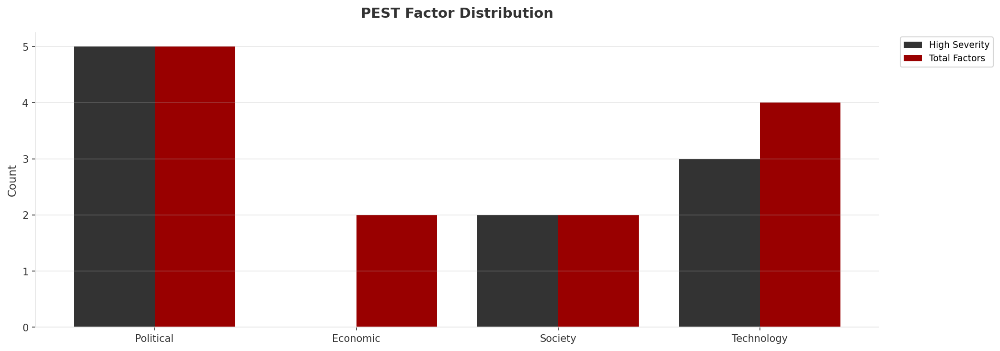 PEST Factor Distribution
High Severity
Total Factors
Count
5
4
3
2
1
0
Political
Economic
Society
Technology